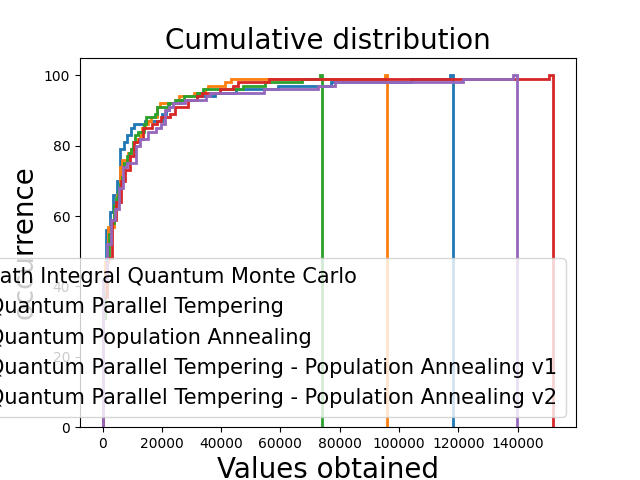 Cumulative distribution
100
80
60
40
20
0
occurrence
ath Integral Quantum Monte Carlo
Quantum Parallel Tempering
Quantum Population Annealing
Quantum Parallel Tempering - Population Annealing v1
Quantum Parallel Tempering - Population Annealing v2
0 20000 40000 60000 80000 100000 120000 140000
Values obtained